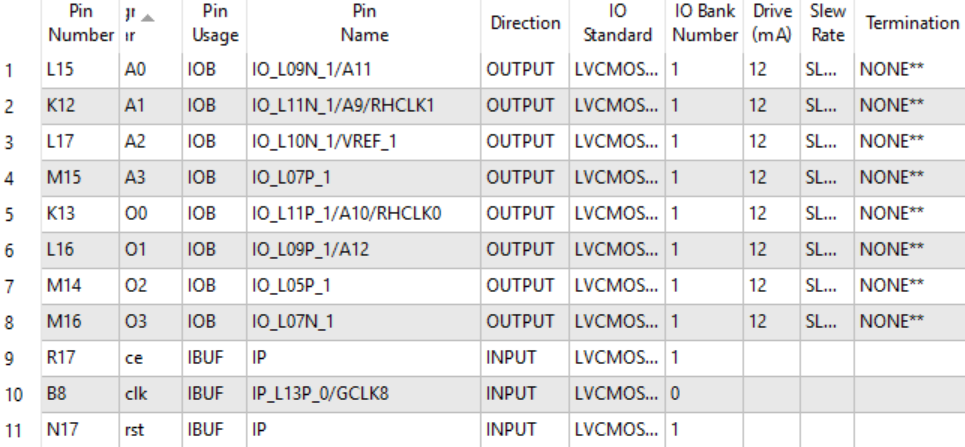 Pin Number Pin Usage Pin Name Direction IO Standard IO Bank Number Drive (mA) Slew Rate Termination
1 L15 A0 IOB IO_L09N_1/A11 OUTPUT LVCMOS... 1 12 SL... NONE**
2 K12 A1 IOB IO_L11N_1/A9/RHCLK1 OUTPUT LVCMOS... 1 12 SL... NONE**
3 L17 A2 IOB IO_L10N_1/VREF_1 OUTPUT LVCMOS... 1 12 SL... NONE**
4 M15 A3 IOB IO_L07P_1 OUTPUT LVCMOS... 1 12 SL... NONE**
5 K13 O0 IOB IO_L11P_1/A10/RHCLK0 OUTPUT LVCMOS... 1 12 SL... NONE**
6 L16 O1 IOB IO_L09P_1/A12 OUTPUT LVCMOS... 1 12 SL... NONE**
7 M14 O2 IOB IO_L05P_1 OUTPUT LVCMOS... 1 12 SL... NONE**
8 M16 O3 IOB IO_L07N_1 OUTPUT LVCMOS... 1 12 SL... NONE**
9 R17 ce IBUF IP INPUT LVCMOS... 1
10 B8 clk IBUF IP_L13P_0/GCLK8 INPUT LVCMOS... 0
11 N17 rst IBUF IP INPUT LVCMOS... 1